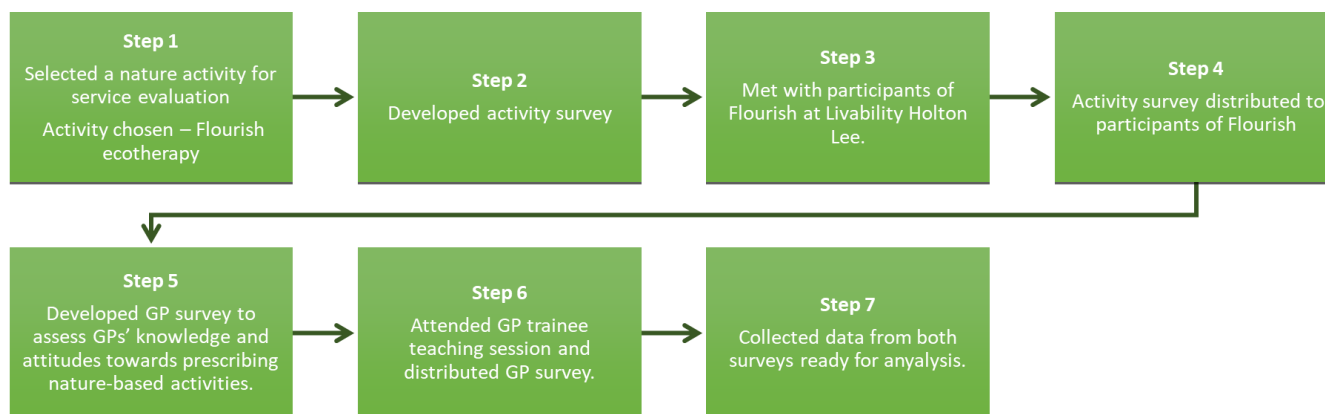 Step 1
Selected a nature activity for
service evaluation
Activity chosen – Flourish
ecotherapy
Step 2
Developed activity survey
Step 3
Met with participants of
Flourish at Livability Holton
Lee.
Step 4
Activity survey distributed to
participants of Flourish
Step 5
Developed GP survey to
assess GPs’ knowledge and
attitudes towards prescribing
nature-based activities.
Step 6
Attended GP trainee
teaching session and
distributed GP survey.
Step 7
Collected data from both
surveys ready for anyalysis.